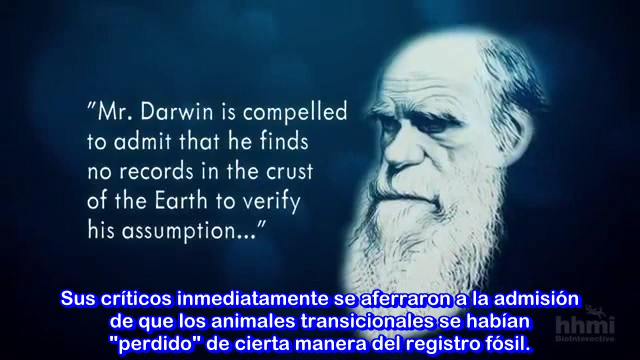 "Mr. Darwin is compelled
to admit that he finds
no records in the crust
of the Earth to verify
his assumption..."
Sus críticos inmediatamente se aferraron a la admisión
de que los animales transicionales se habían
"perdido" de cierta manera del registro fósil.
hhmi
BioInteractive